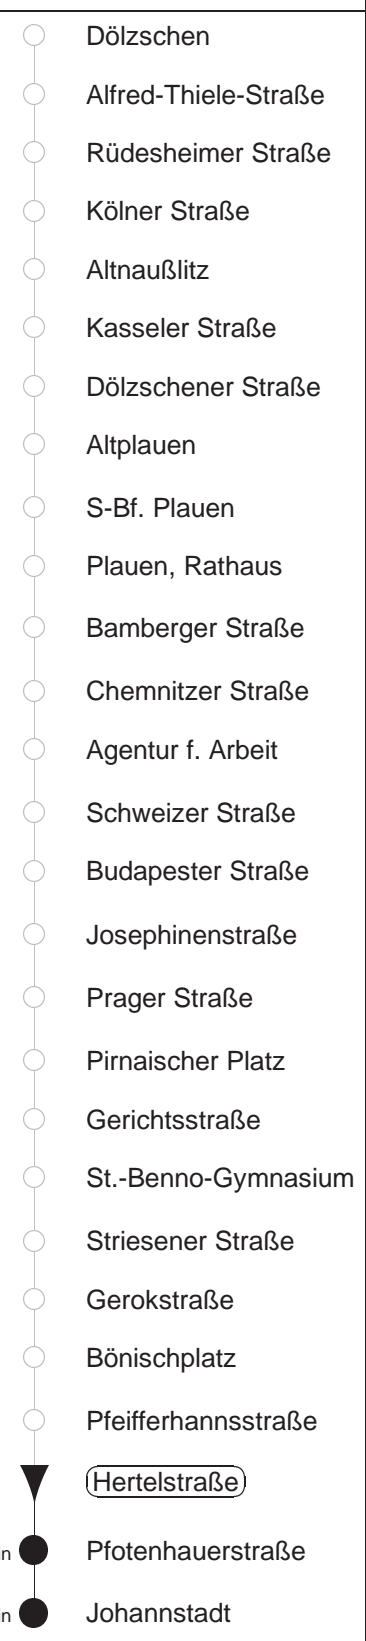 Dölzschen
Alfred-Thiele-Straße
Rüdesheimer Straße
Kölner Straße
Altnaußlitz
Kasseler Straße
Dölzschener Straße
Altplauen
S-Bf. Plauen
Plauen, Rathaus
Bamberger Straße
Chemnitzer Straße
Agentur f. Arbeit
Schweizer Straße
Budapester Straße
Josephinenstraße
Prager Straße
Pirnaischer Platz
Gerichtsstraße
St.-Benno-Gymnasium
Striesener Straße
Gerokstraße
Bönischplatz
Pfeifferhannsstraße
Hertelstraße
Pfotenhauerstraße
Johannstadt